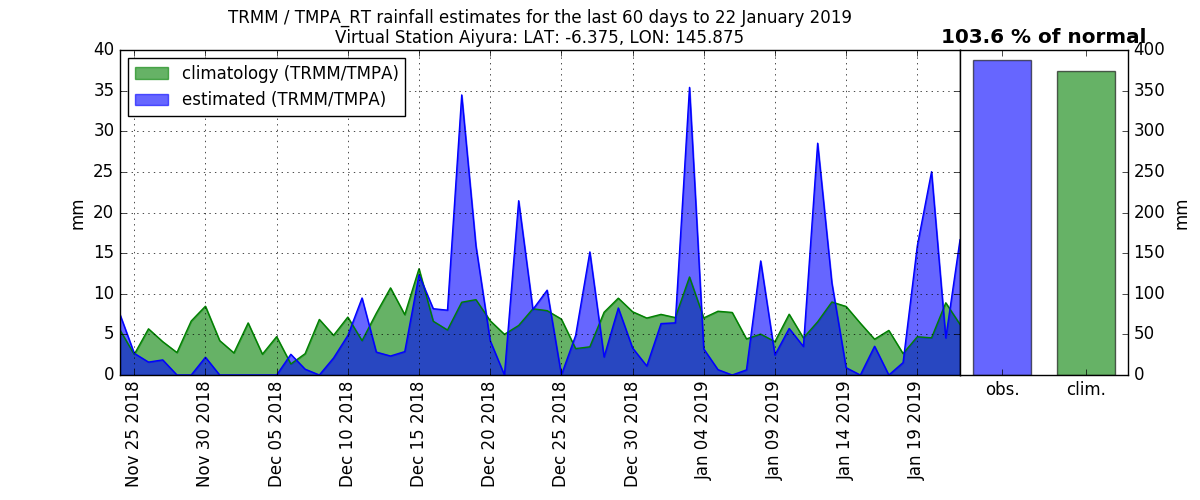 TRMM / TMPA_RT rainfall estimates for the last 60 days to 22 January 2019
Virtual Station Aiyura: LAT: -6.375, LON: 145.875
103.6 % of normal
climatology (TRMM/TMPA)
estimated (TRMM/TMPA)
40
35
30
25
20
15
10
5
0
mm
Nov 25 2018
Nov 30 2018
Dec 05 2018
Dec 10 2018
Dec 15 2018
Dec 20 2018
Dec 25 2018
Dec 30 2018
Jan 04 2019
Jan 09 2019
Jan 14 2019
Jan 19 2019
400
350
300
250
200
150
100
50
0
mm
obs.
clim.